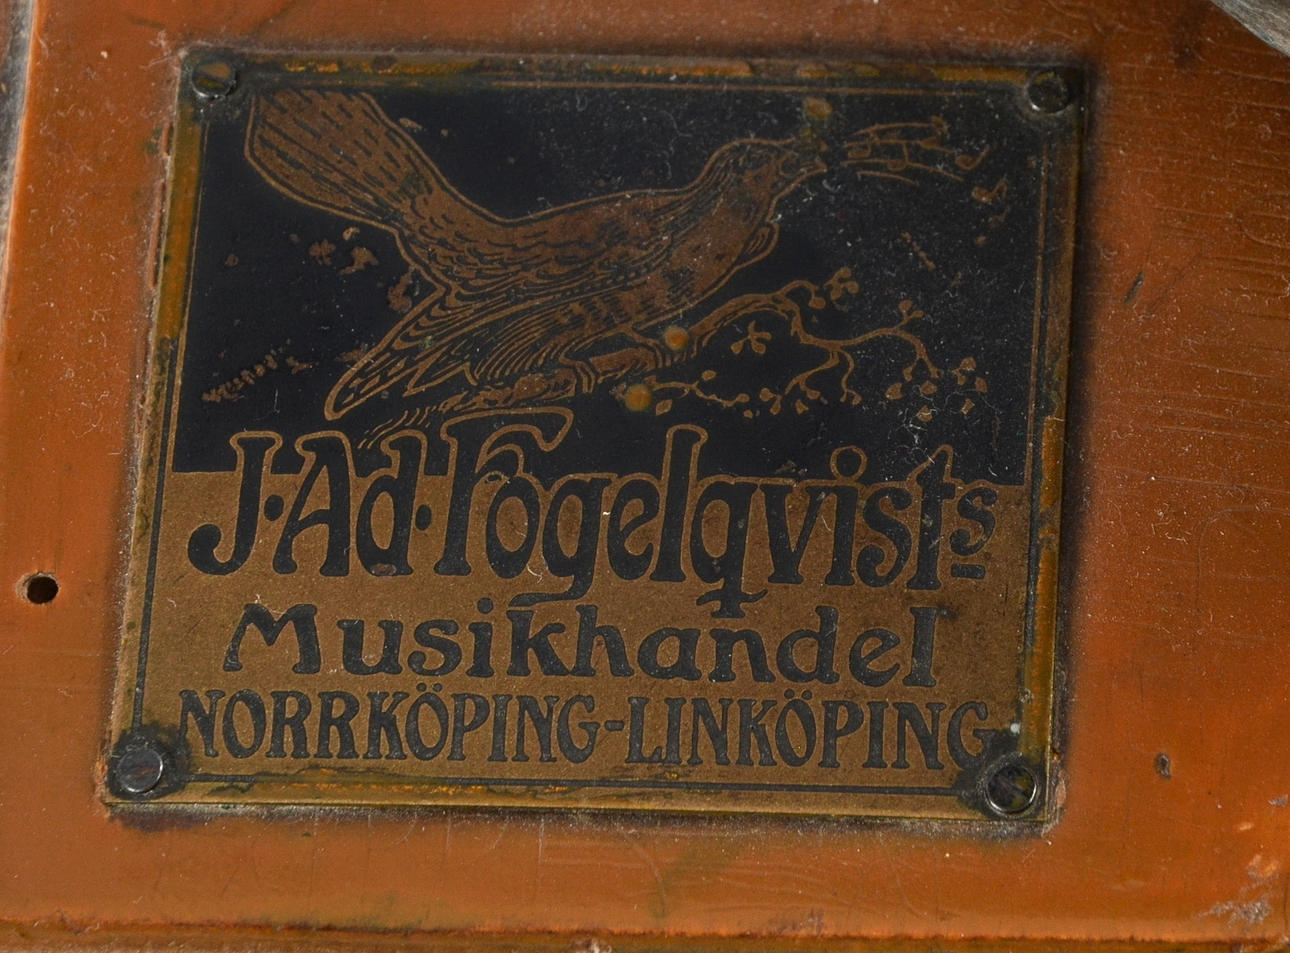 J. Ad. Fogelqvists
Musikhandel
NORRKÖPING-LINKÖPING